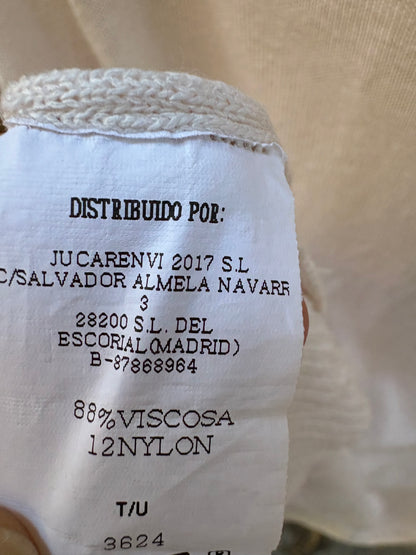 DISTRIBUIDO POR:
JUCARENVI 2017 S.L
C/SALVADOR ALMELA NAVARR
3
28200 S.L. DEL
ESCORIAL(MADRID)
B-87868964
88%VISCOSA
12NYLON
T/U
3624